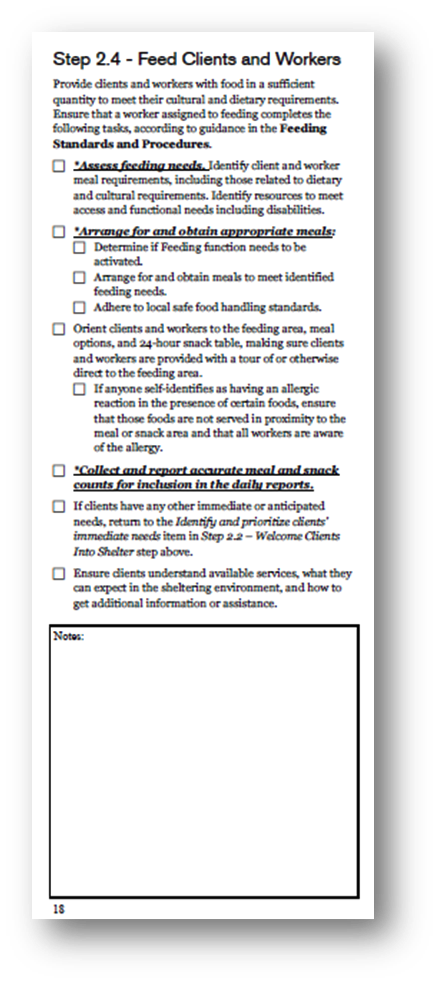 Step 2.4 - Feed Clients and Workers
Provide clients and workers with food in a sufficient
quantity to meet their cultural and dietary requirements.
Ensure that a worker assigned to feeding completes the
following tasks, according to guidance in the Feeding
Standards and Procedures.
*Assess feeding needs. Identify client and worker
meal requirements, including those related to dietary
and cultural requirements. Identify resources to meet
access and functional needs including disabilities.
*Arrange for and obtain appropriate meals:
Determine if Feeding function needs to be
activated.
Arrange for and obtain meals to meet identified
feeding needs.
Adhere to local safe food handling standards.
Orient clients and workers to the feeding area, meal
options, and 24-hour snack table, making sure clients
and workers are provided with a tour of or otherwise
direct to the feeding area.
If anyone self-identifies as having an allergic
reaction in the presence of certain foods, ensure
that those foods are not served in proximity to the
meal or snack area and that all workers are aware
of the allergy.
*Collect and report accurate meal and snack
counts for inclusion in the daily reports.
If clients have any other immediate or anticipated
needs, return to the Identify and prioritize clients'
immediate needs item in Step 2.2 – Welcome Clients
Into Shelter step above.
Ensure clients understand available services, what they
can expect in the sheltering environment, and how to
get additional information or assistance.
Notes:
18